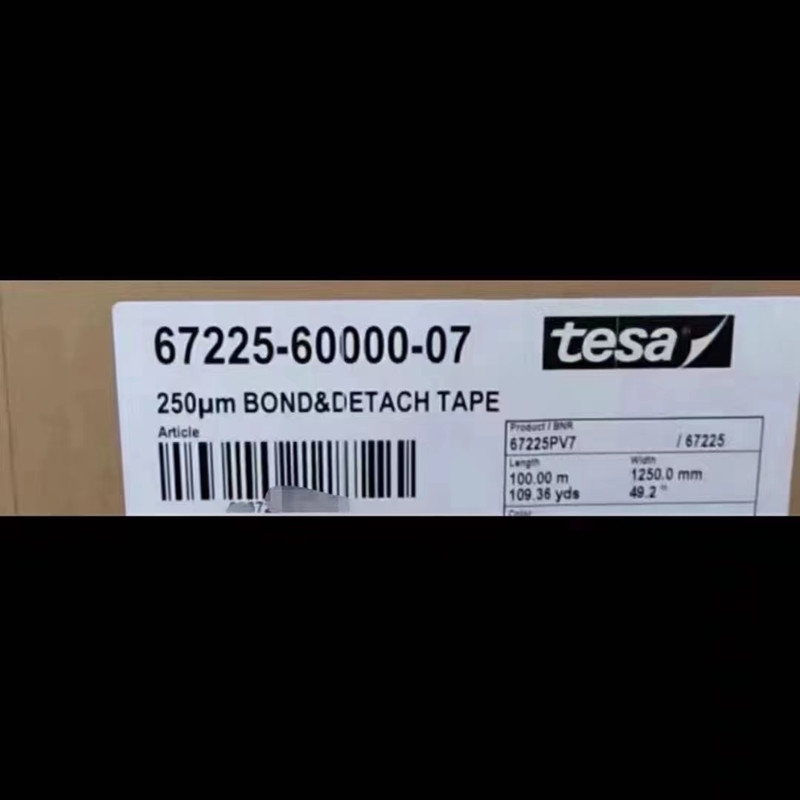 67225-60000-07
tesa
250µm BOND&DETACH TAPE
Article
Product / BNR
67225PV7 / 67225
Length Width
100.00 m 1250.0 mm
109.36 yds 49.2 "
Color